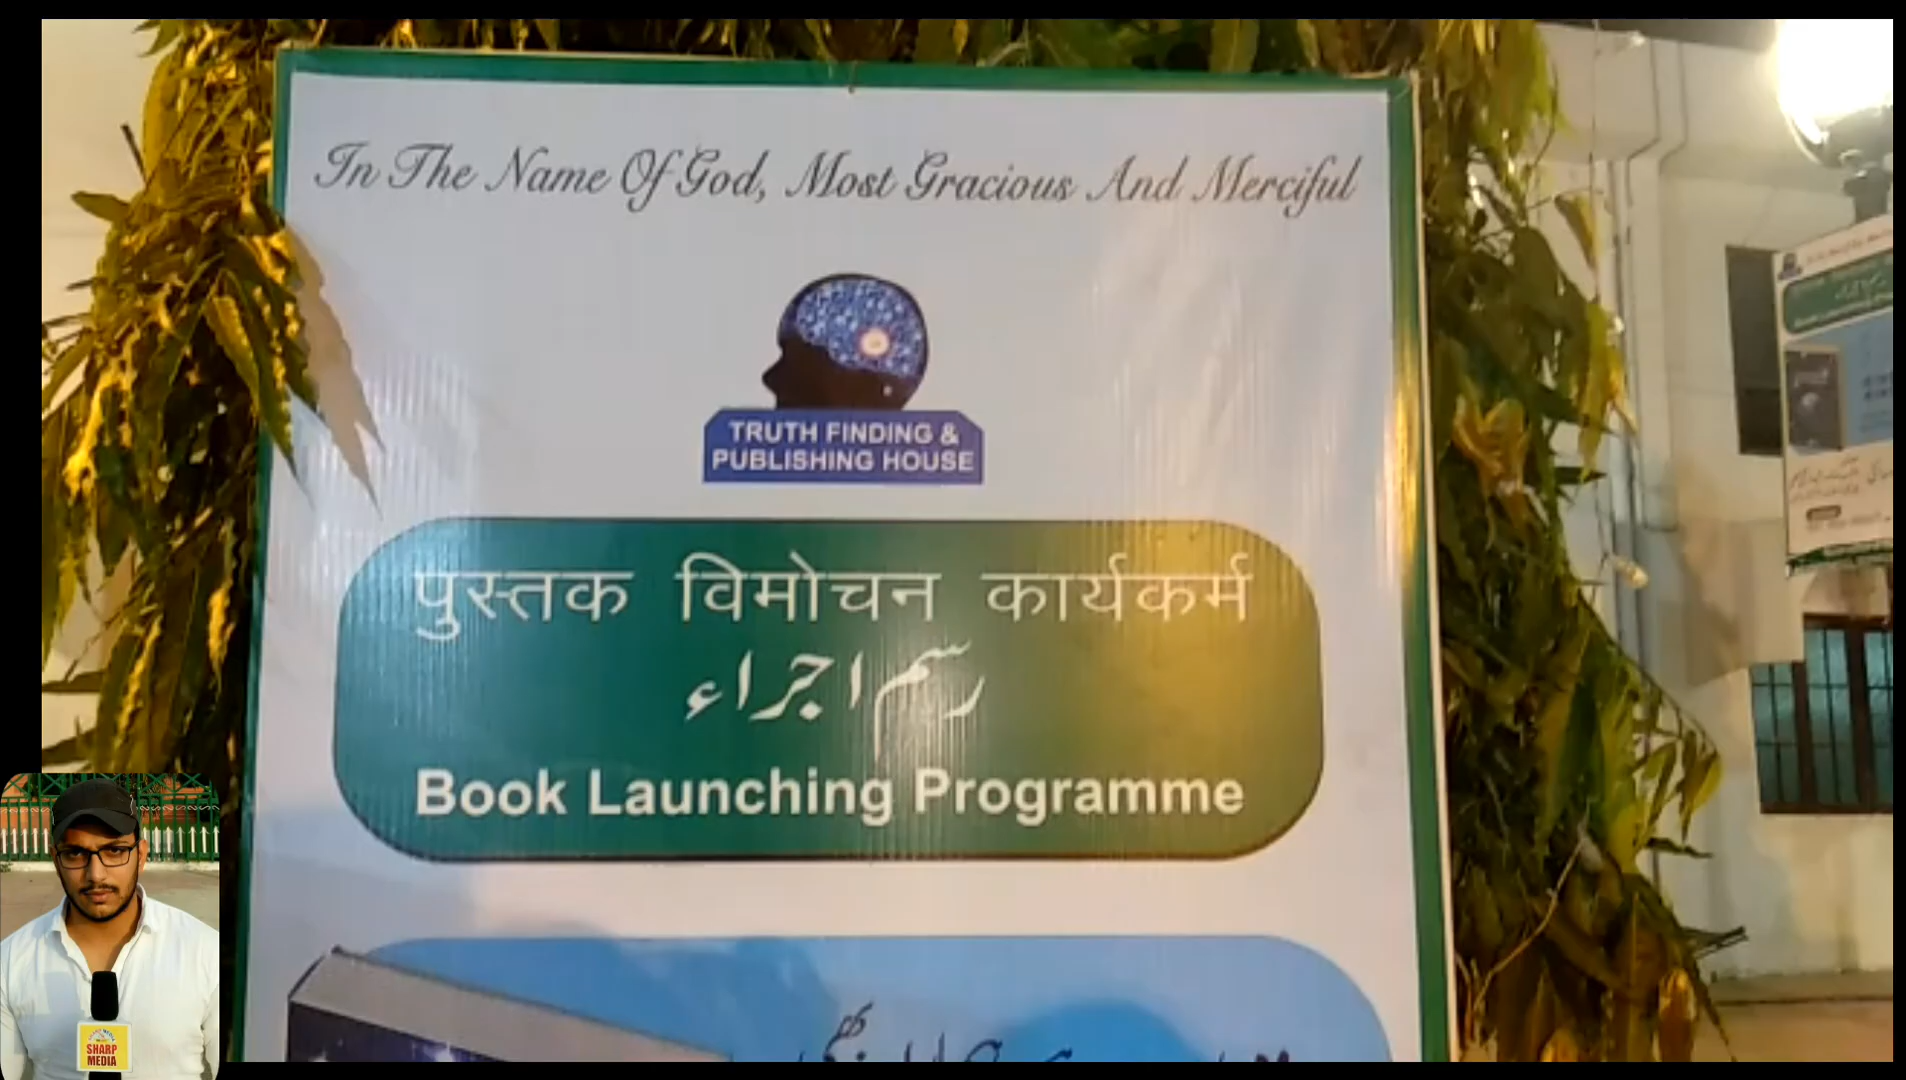 In The Name Of God, Most Gracious And Merciful
TRUTH FINDING &
PUBLISHING HOUSE
पुस्तक विमोचन कार्यकर्म
رسم اجراء
Book Launching Programme
SHARP
MEDIA